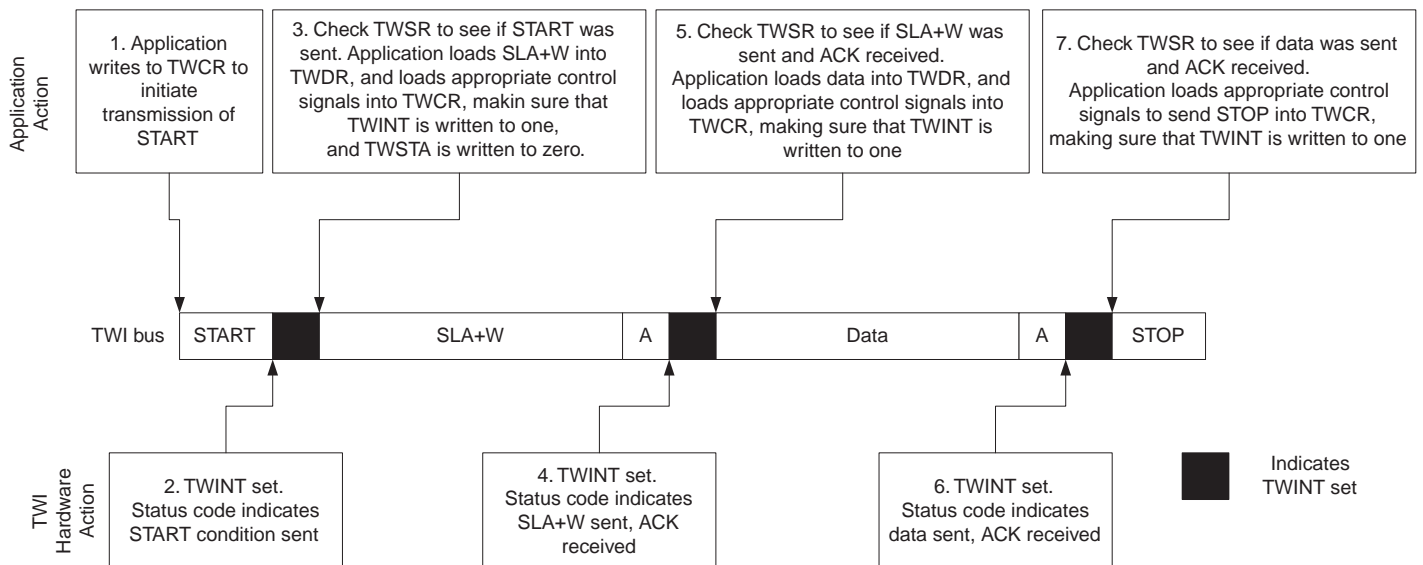 Application
Action
1. Application
writes to TWCR to
initiate
transmission of
START
3. Check TWSR to see if START was
sent. Application loads SLA+W into
TWDR, and loads appropriate control
signals into TWCR, makin sure that
TWINT is written to one,
and TWSTA is written to zero.
5. Check TWSR to see if SLA+W was
sent and ACK received.
Application loads data into TWDR, and
loads appropriate control signals into
TWCR, making sure that TWINT is
written to one
7. Check TWSR to see if data was sent
and ACK received.
Application loads appropriate control
signals to send STOP into TWCR,
making sure that TWINT is written to one
TWI bus
START
SLA+W
A
Data
A
STOP
TWI
Hardware
Action
2. TWINT set.
Status code indicates
START condition sent
4. TWINT set.
Status code indicates
SLA+W sent, ACK
received
6. TWINT set.
Status code indicates
data sent, ACK received
Indicates
TWINT set